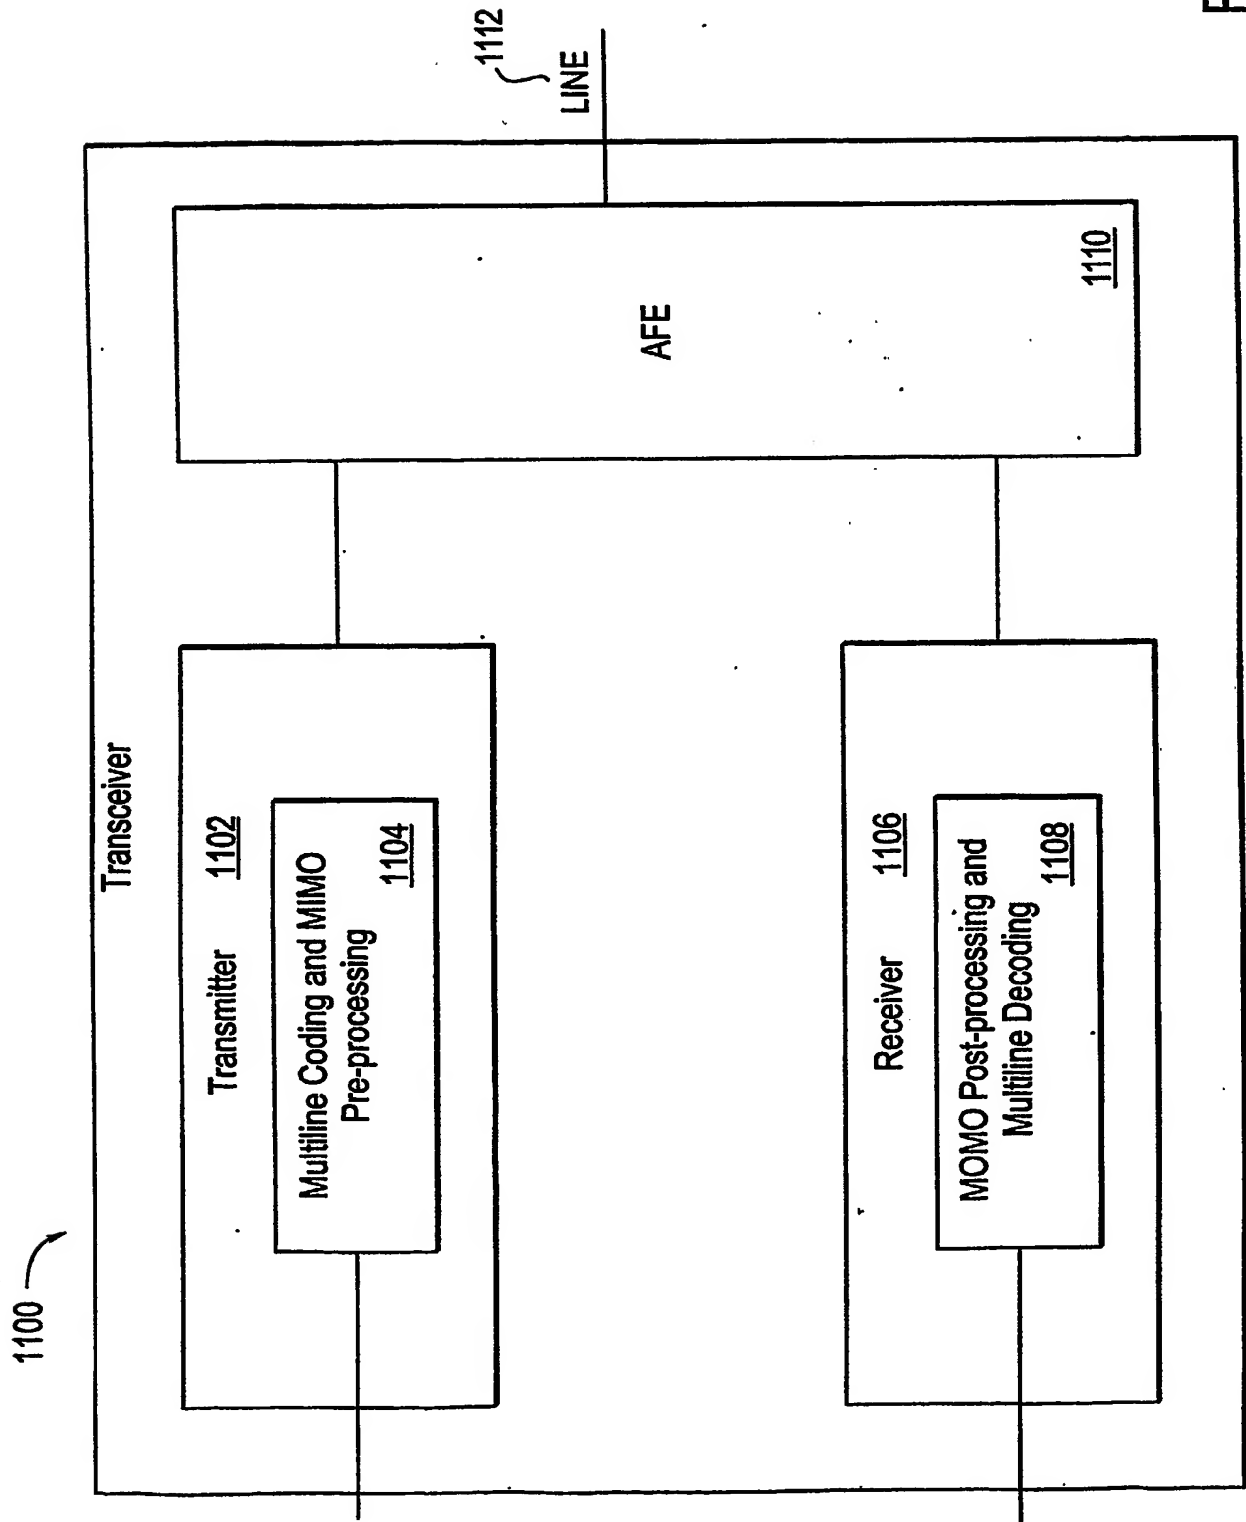 1100
Transceiver
Transmitter 1102
Multiline Coding and MIMO
Pre-processing
1104
Receiver 1106
MOMO Post-processing and
Multiline Decoding
1108
AFE
1110
1112
LINE